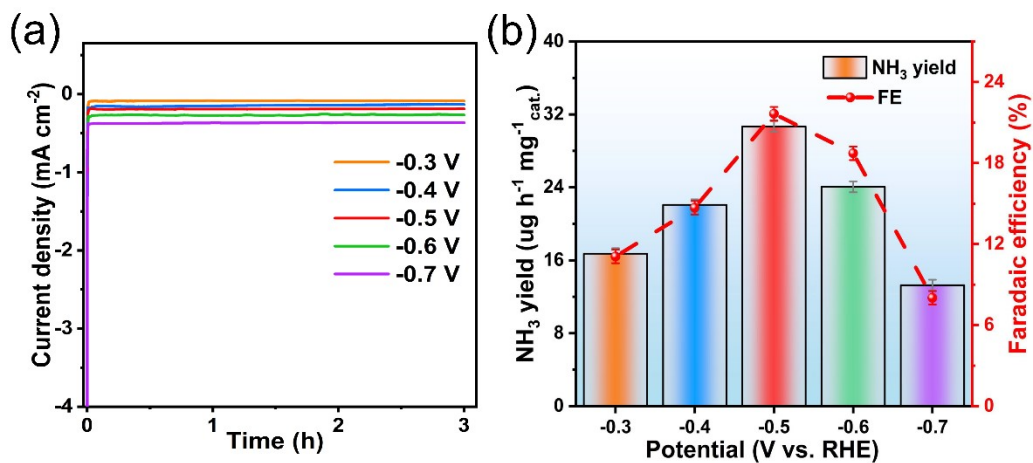 (a)
Current density (mA cm⁻²)
0
-1
-2
-3
-4
-0.3 V
-0.4 V
-0.5 V
-0.6 V
-0.7 V
0
1
2
3
Time (h)
(b)
NH₃ yield (ug h⁻¹ mg⁻¹ cat.)
40
32
24
16
8
0
NH₃ yield
FE
24
18
12
6
0
Faradaic efficiency (%)
-0.3
-0.4
-0.5
-0.6
-0.7
Potential (V vs. RHE)